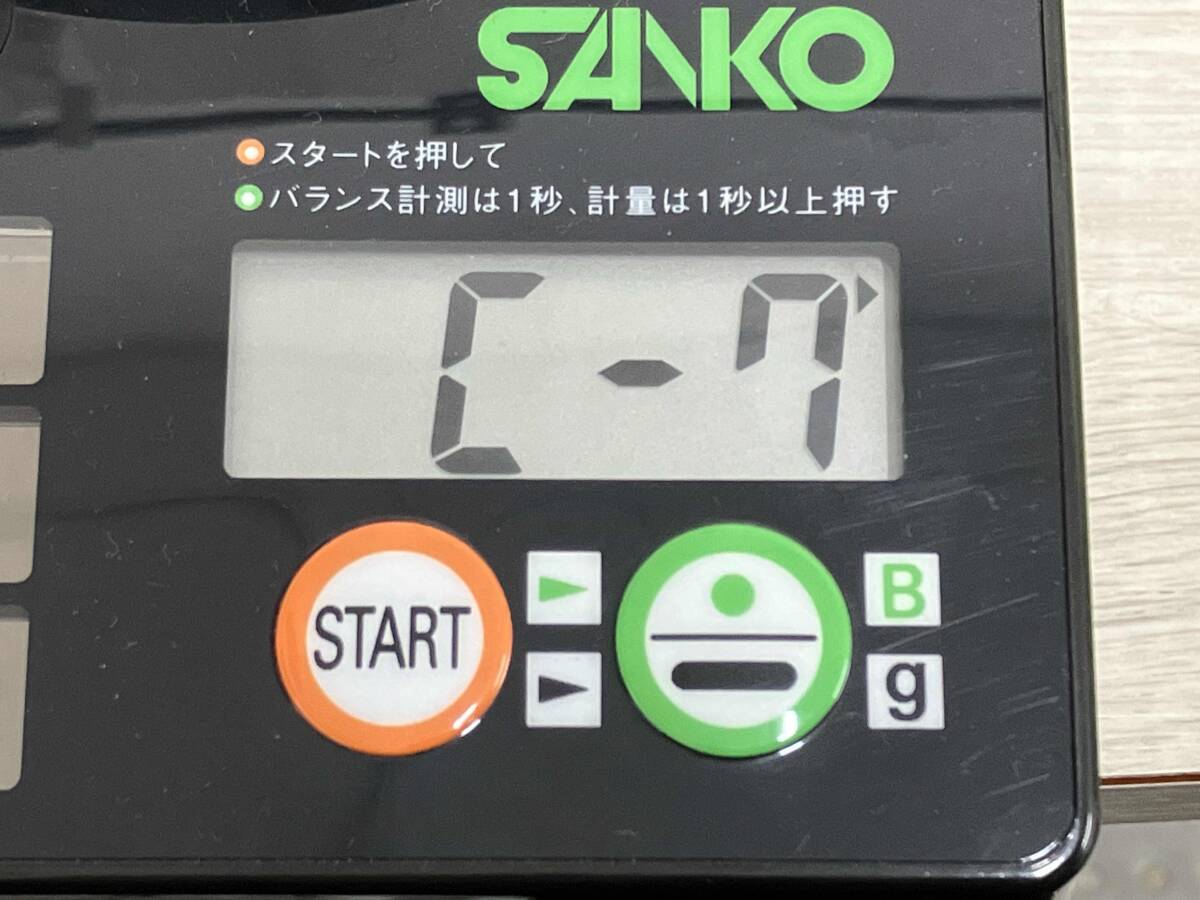 SANKO
スタートを押して
バランス計測は1秒、計量は1秒以上押す
C-7
START
B
g